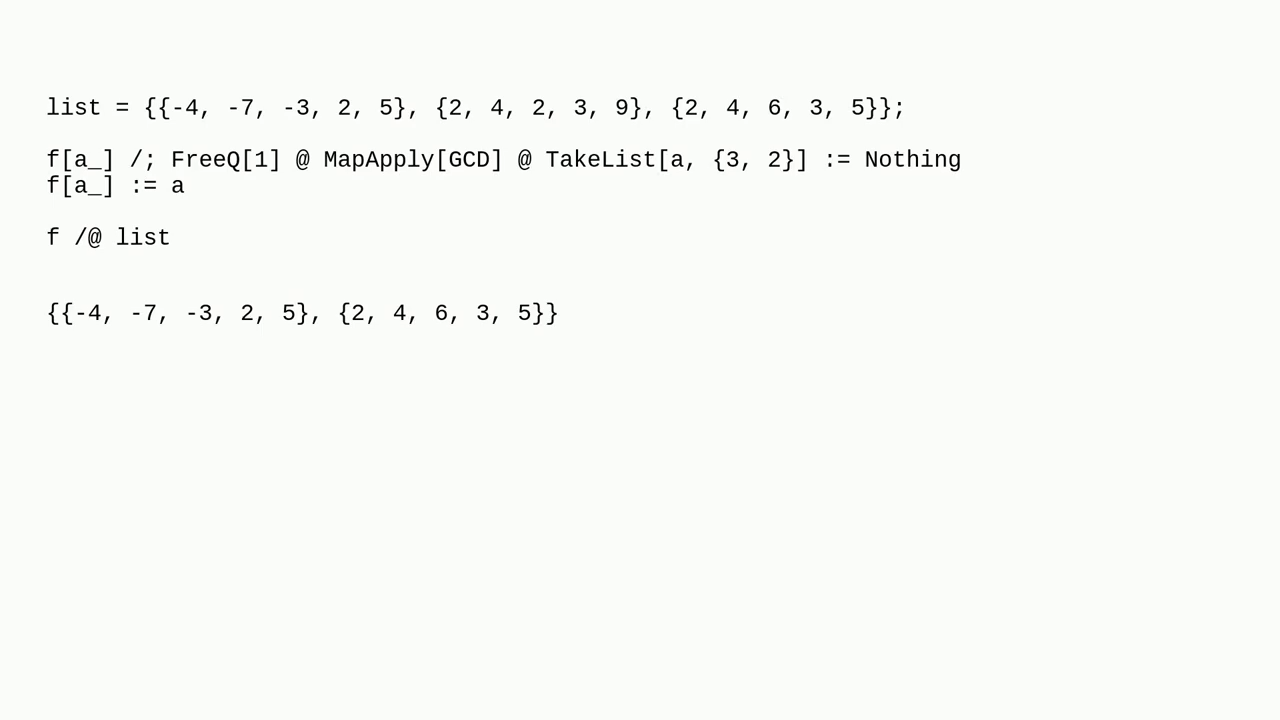 list = {{-4, -7, -3, 2, 5}, {2, 4, 2, 3, 9}, {2, 4, 6, 3, 5}};
f[a_] /; FreeQ[1] @ MapApply[GCD] @ TakeList[a, {3, 2}] := Nothing
f[a_] := a
f /@ list
{{-4, -7, -3, 2, 5}, {2, 4, 6, 3, 5}}